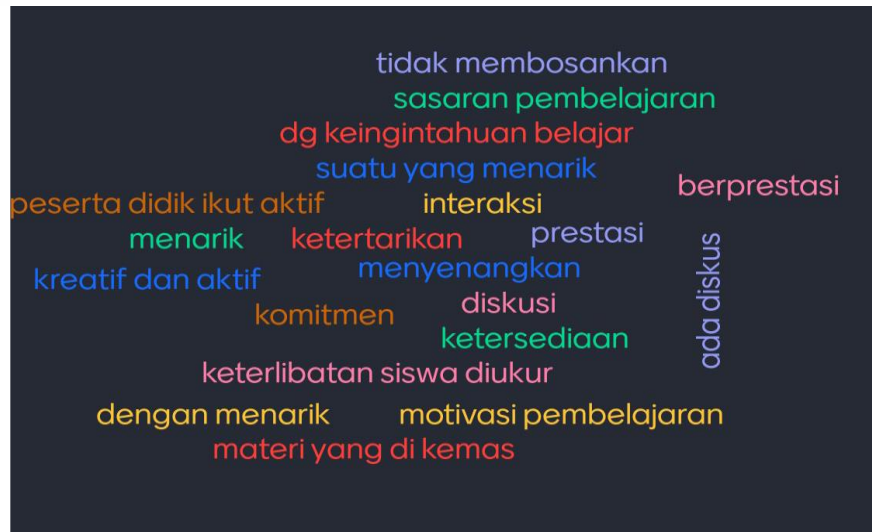 tidak membosankan
sasaran pembelajaran
dg keingintahuan belajar
suatu yang menarik
berprestasi
peserta didik ikut aktif
interaksi
menarik
ketertarikan
prestasi
kreatif dan aktif
menyenangkan
ada diskus
komitmen
diskusi
ketersediaan
keterlibatan siswa diukur
dengan menarik
motivasi pembelajaran
materi yang di kemas